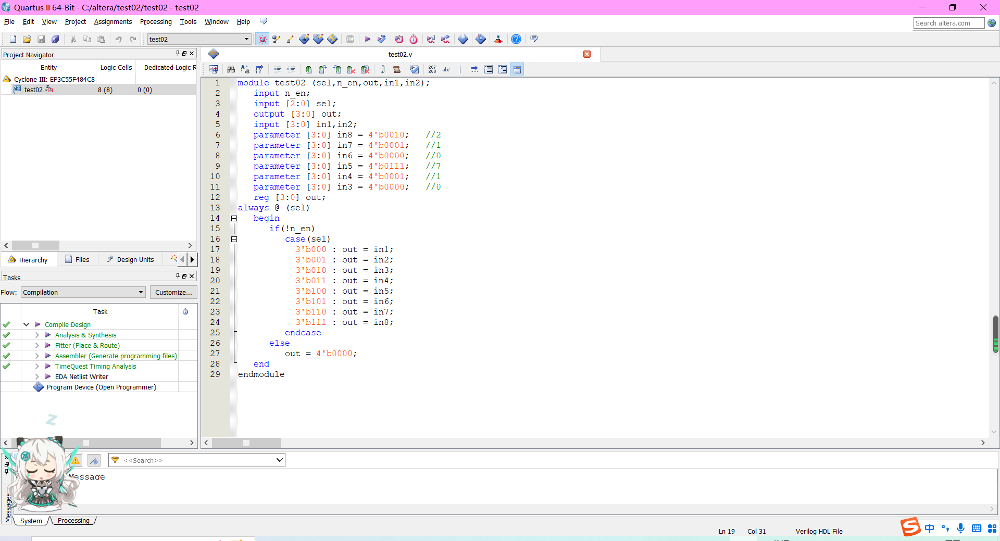 Quartus II 64-Bit - C:/altera/test02/test02 - test02
File Edit View Project Assignments Processing Tools Window Help
Search altera.com
test02
STOP
Project Navigator
test02.v
Entity Logic Cells Dedicated Logic R
Cyclone III: EP3C55F484C8
test02 8 (8) 0 (0)
267
268
ab/
1 module test02 (sel,n_en,out,in1,in2);
2 input n_en;
3 input [2:0] sel;
4 output [3:0] out;
5 input [3:0] in1,in2;
6 parameter [3:0] in8 = 4'b0010; //2
7 parameter [3:0] in7 = 4'b0001; //1
8 parameter [3:0] in6 = 4'b0000; //0
9 parameter [3:0] in5 = 4'b0111; //7
10 parameter [3:0] in4 = 4'b0001; //1
11 parameter [3:0] in3 = 4'b0000; //0
12 reg [3:0] out;
13 always @ (sel)
14 begin
15 if(!n_en)
16 case(sel)
17 3'b000 : out = in1;
18 3'b001 : out = in2;
19 3'b010 : out = in3;
20 3'b011 : out = in4;
21 3'b100 : out = in5;
22 3'b101 : out = in6;
23 3'b110 : out = in7;
24 3'b111 : out = in8;
25 endcase
26 else
27 out = 4'b0000;
28 end
29 endmodule
Hierarchy Files Design Units
Tasks
Flow: Compilation Customize...
Task
Compile Design
Analysis & Synthesis
Fitter (Place & Route)
Assembler (Generate programming files)
TimeQuest Timing Analysis
EDA Netlist Writer
Program Device (Open Programmer)
Z
<<Search>>
Message
Messages
System Processing
Ln 19 Col 31 Verilog HDL File
S 中